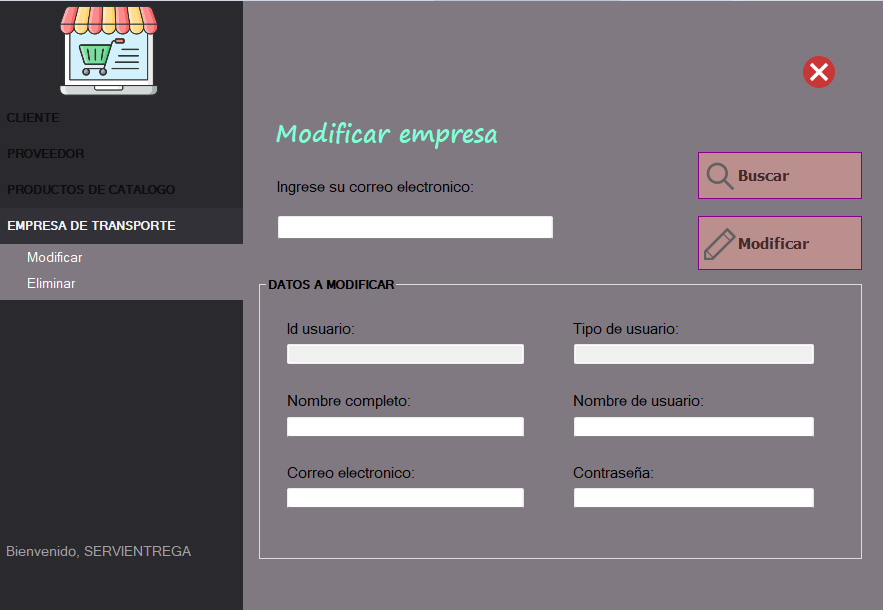 CLIENTE
PROVEEDOR
PRODUCTOS DE CATALOGO
EMPRESA DE TRANSPORTE
Modificar
Eliminar
Bienvenido, SERVIENTREGA
Modificar empresa
Ingrese su correo electronico:
Buscar
Modificar
DATOS A MODIFICAR
Id usuario:
Tipo de usuario:
Nombre completo:
Nombre de usuario:
Correo electronico:
Contraseña: